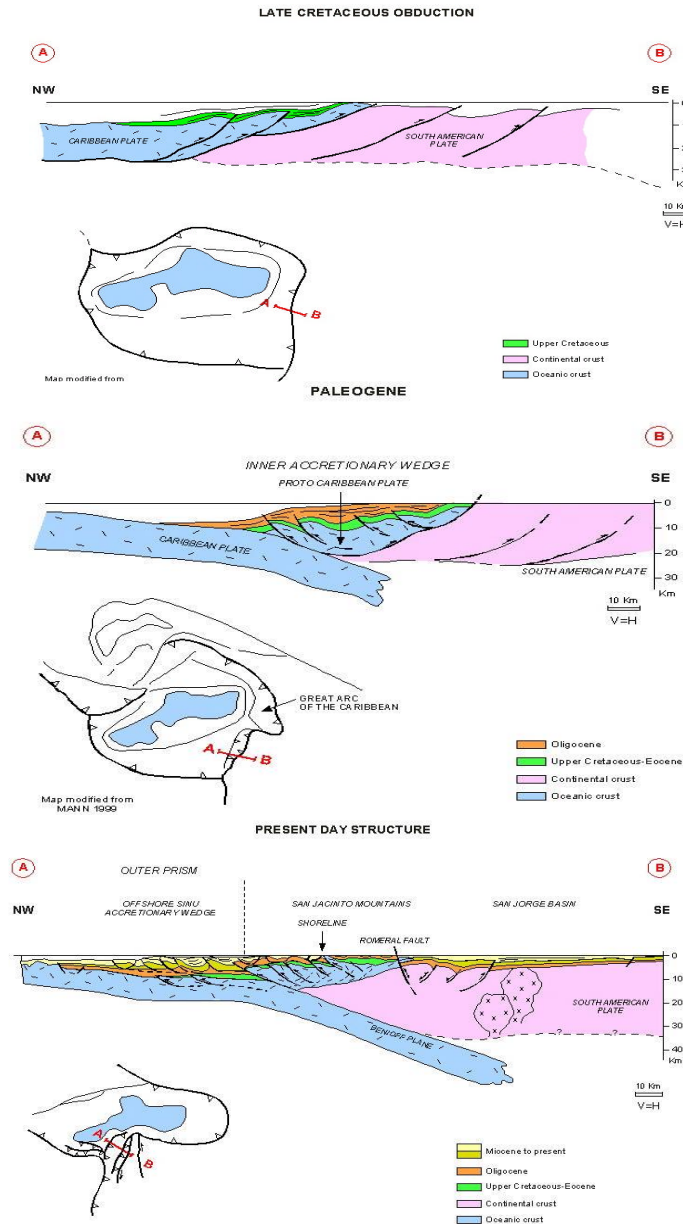 LATE CRETACEOUS OBDUCTION
A
B
NW
SE
CARIBBEAN PLATE
SOUTH AMERICAN
PLATE
K
10 Km
V=H
A
B
Map modified from
Upper Cretaceous
Continental crust
Oceanic crust
PALEOGENE
A
B
NW
INNER ACCRETIONARY WEDGE
SE
PROTO CARIBBEAN PLATE
0
10
20
30
Km
CARIBBEAN PLATE
SOUTH AMERICAN PLATE
10 Km
V=H
GREAT ARC
OF THE CARIBBEAN
A
B
Map modified from
MANN 1999
Oligocene
Upper Cretaceous-Eocene
Continental crust
Oceanic crust
PRESENT DAY STRUCTURE
A
B
OUTER PRISM
NW
OFFSHORE SINU
ACCRETIONARY WEDGE
SAN JACINTO MOUNTAINS
SAN JORGE BASIN
SE
SHORELINE
ROMERAL FAULT
0
10
20
30
40
Km
SOUTH AMERICAN
PLATE
BENIOFF PLANE
? ?
10 Km
V=H
A
B
Miocene to present
Oligocene
Upper Cretaceous-Eocene
Continental crust
Oceanic crust